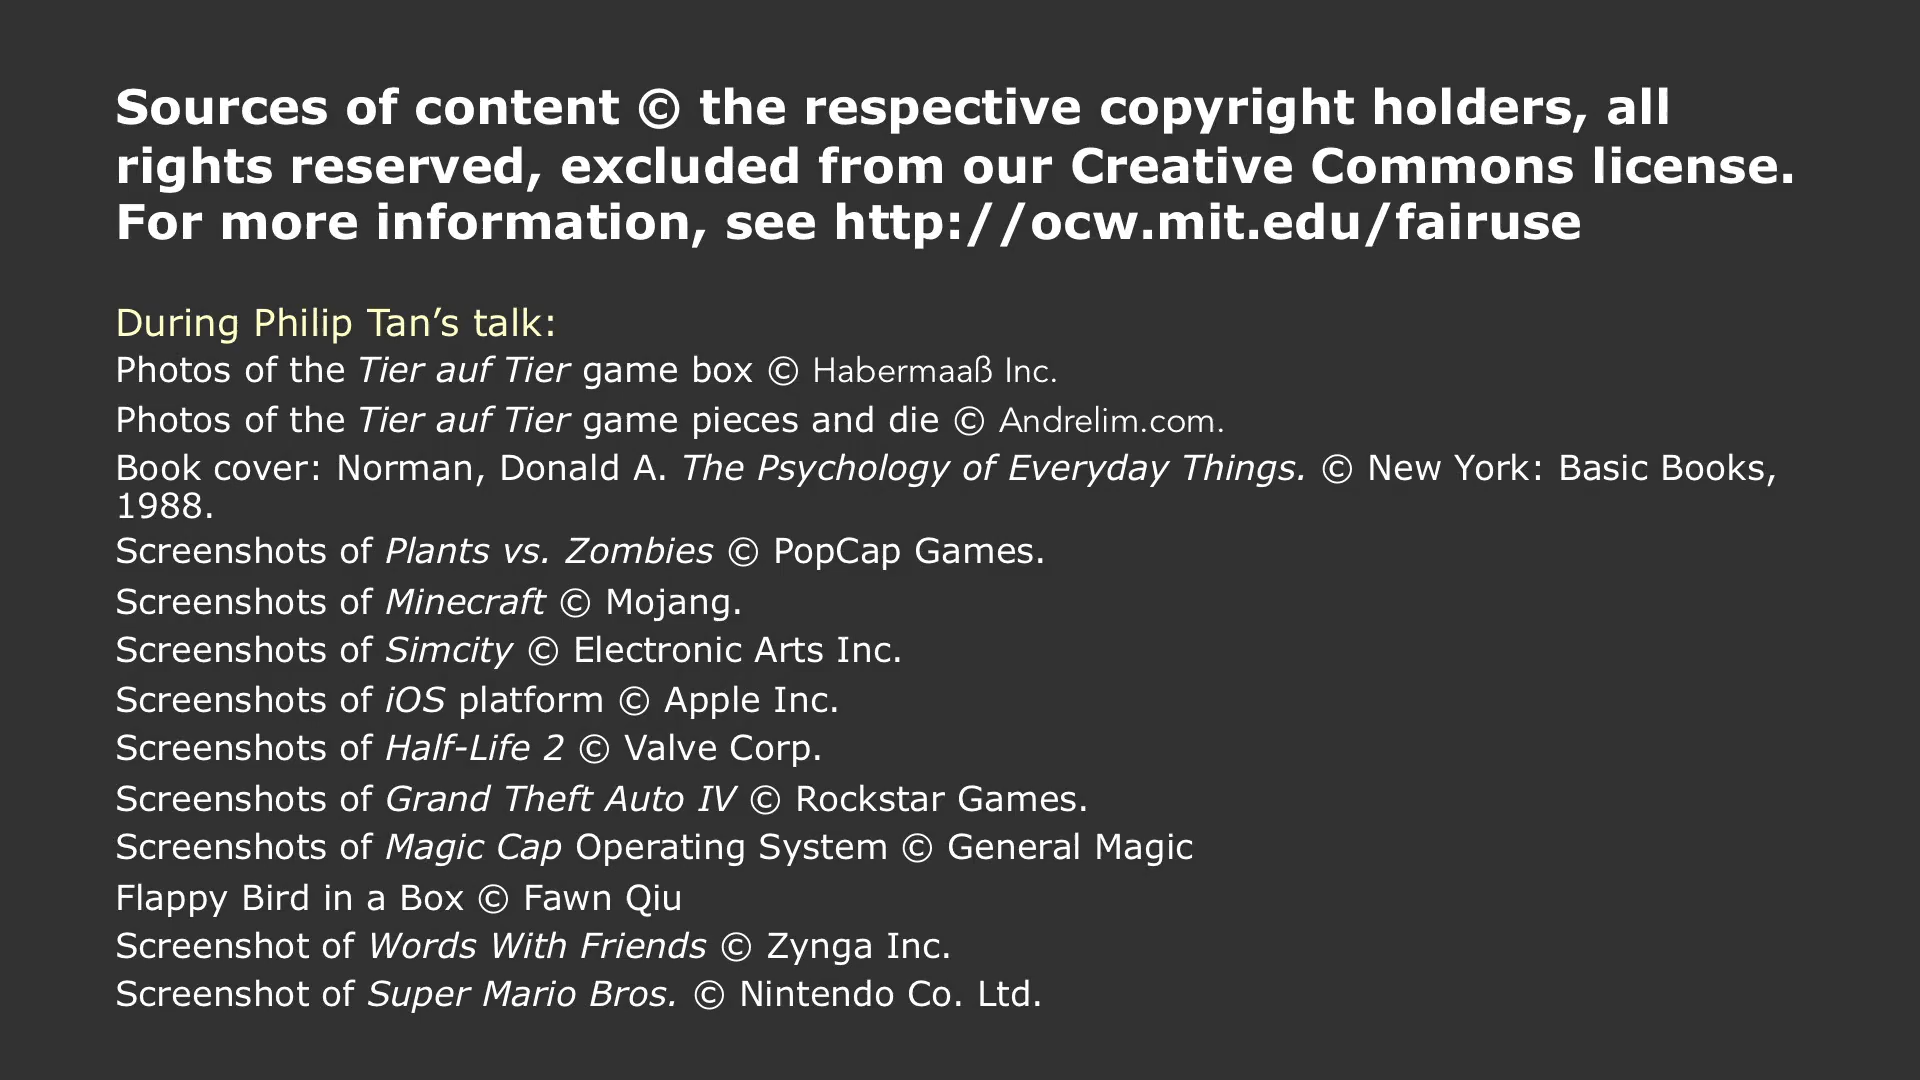 Sources of content © the respective copyright holders, all
rights reserved, excluded from our Creative Commons license.
For more information, see http://ocw.mit.edu/fairuse
During Philip Tan’s talk:
Photos of the Tier auf Tier game box © Habermaaß Inc.
Photos of the Tier auf Tier game pieces and die © Andrelim.com.
Book cover: Norman, Donald A. The Psychology of Everyday Things. © New York: Basic Books,
1988.
Screenshots of Plants vs. Zombies © PopCap Games.
Screenshots of Minecraft © Mojang.
Screenshots of Simcity © Electronic Arts Inc.
Screenshots of iOS platform © Apple Inc.
Screenshots of Half-Life 2 © Valve Corp.
Screenshots of Grand Theft Auto IV © Rockstar Games.
Screenshots of Magic Cap Operating System © General Magic
Flappy Bird in a Box © Fawn Qiu
Screenshot of Words With Friends © Zynga Inc.
Screenshot of Super Mario Bros. © Nintendo Co. Ltd.